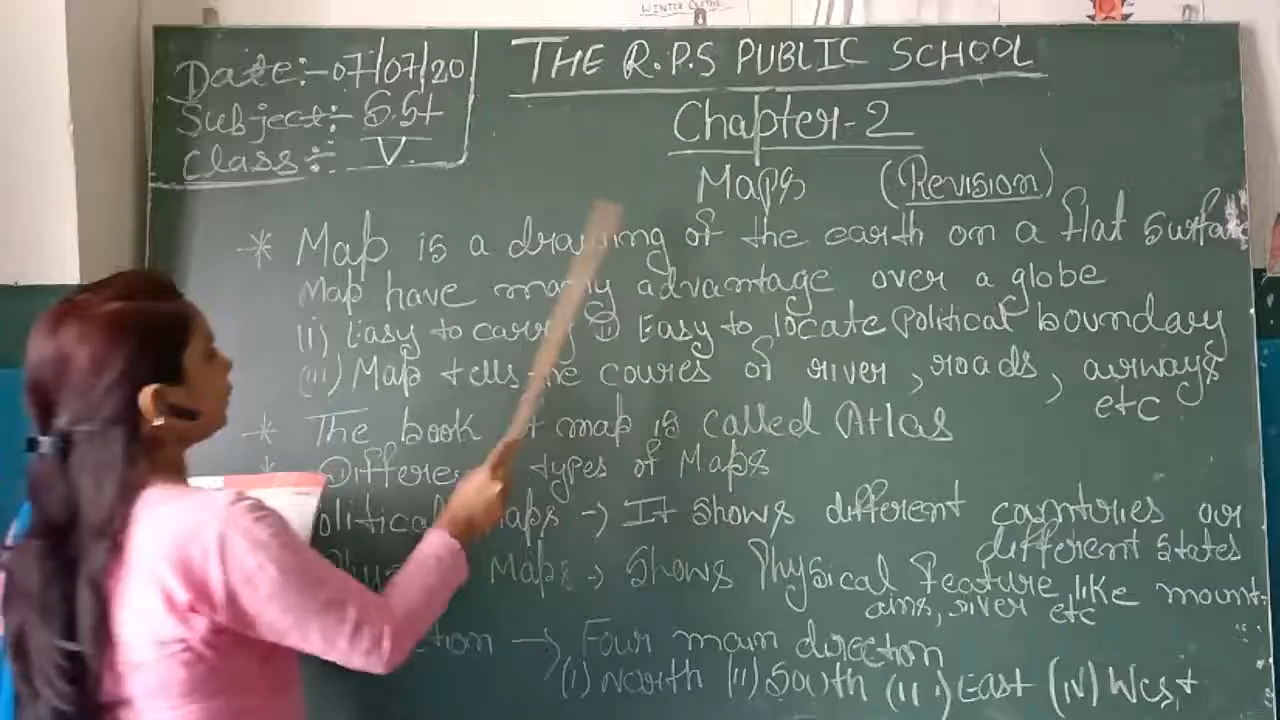 WINTER
Date:-07/07/20
Subject:- S.St
Class:- V.
THE R.P.S PUBLIC SCHOOL
Chapter-2
Maps (Revision)
* Map is a drawing of the earth on a flat surface
Map have many advantage over a globe
(i) Easy to carry (ii) Easy to locate Political boundary
(iii) Map tells the coures of river, roads, airways
etc
* The book of map is called Atlas
* Different types of Maps
Political Maps → It shows different countries our
different states
Maps → Shows Physical Feature like mount-
ains, river etc
→ Four main direction
(i) North (ii) South (iii) East (iv) West